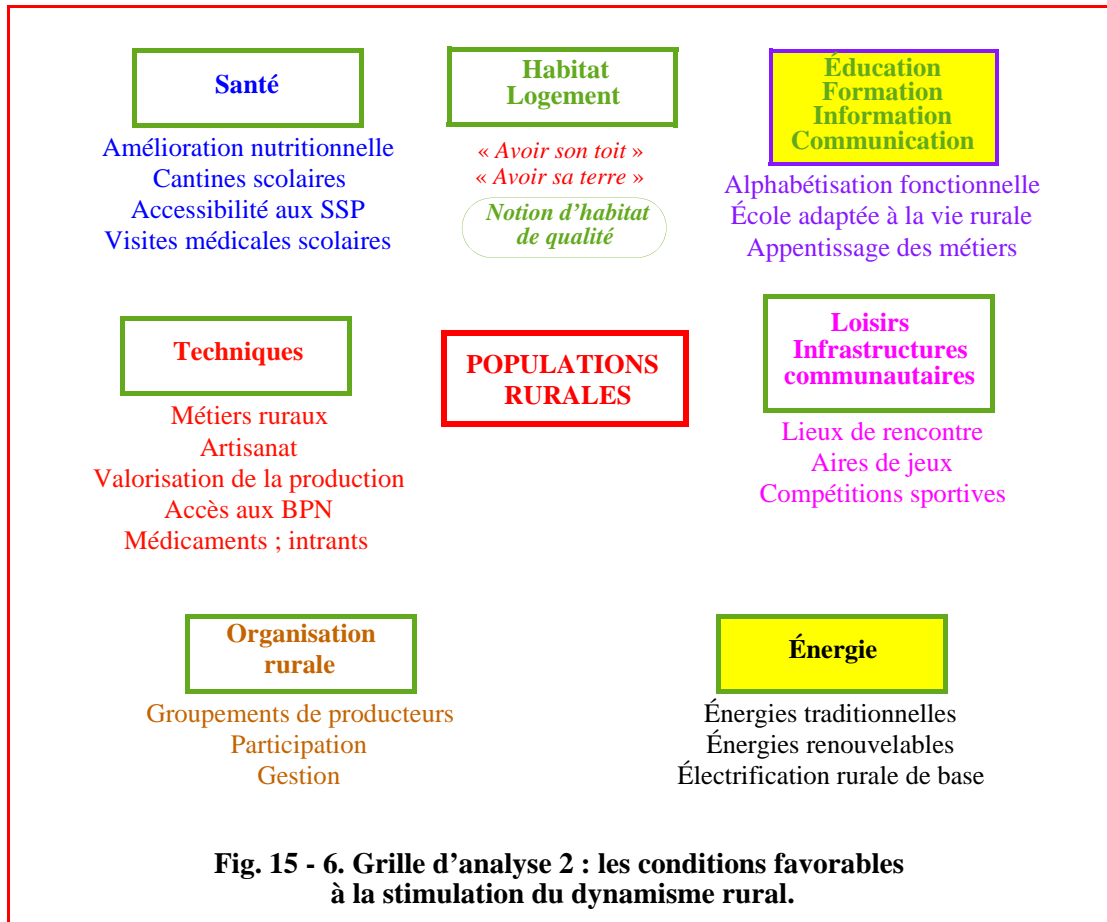 Santé
Amélioration nutritionnelle
Cantines scolaires
Accessibilité aux SSP
Visites médicales scolaires
Habitat
Logement
« Avoir son toit »
« Avoir sa terre »
Notion d’habitat
de qualité
Éducation
Formation
Information
Communication
Alphabétisation fonctionnelle
École adaptée à la vie rurale
Appentissage des métiers
Techniques
Métiers ruraux
Artisanat
Valorisation de la production
Accès aux BPN
Médicaments ; intrants
POPULATIONS
RURALES
Loisirs
Infrastructures
communautaires
Lieux de rencontre
Aires de jeux
Compétitions sportives
Organisation
rurale
Groupements de producteurs
Participation
Gestion
Énergie
Énergies traditionnelles
Énergies renouvelables
Électrification rurale de base
Fig. 15 - 6. Grille d’analyse 2 : les conditions favorables
à la stimulation du dynamisme rural.